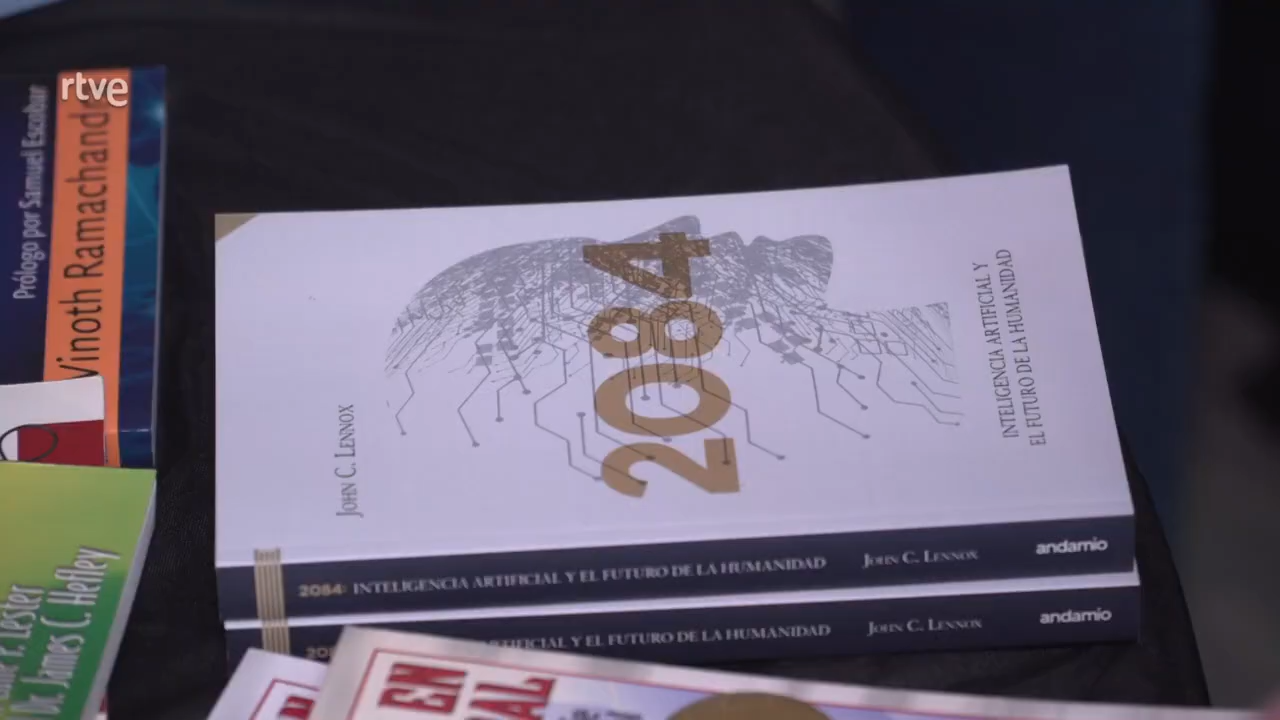 rtve
Prólogo por Samuel Escobar
Vinoth Ramachand
JOHN C. LENNOX
2084
INTELIGENCIA ARTIFICIAL Y
EL FUTURO DE LA HUMANIDAD
2084: INTELIGENCIA ARTIFICIAL Y EL FUTURO DE LA HUMANIDAD JOHN C. LENNOX andamio
ARTIFICIAL Y EL FUTURO DE LA HUMANIDAD JOHN C. LENNOX andamio
Lester
Dr. James C. Hefley
EN